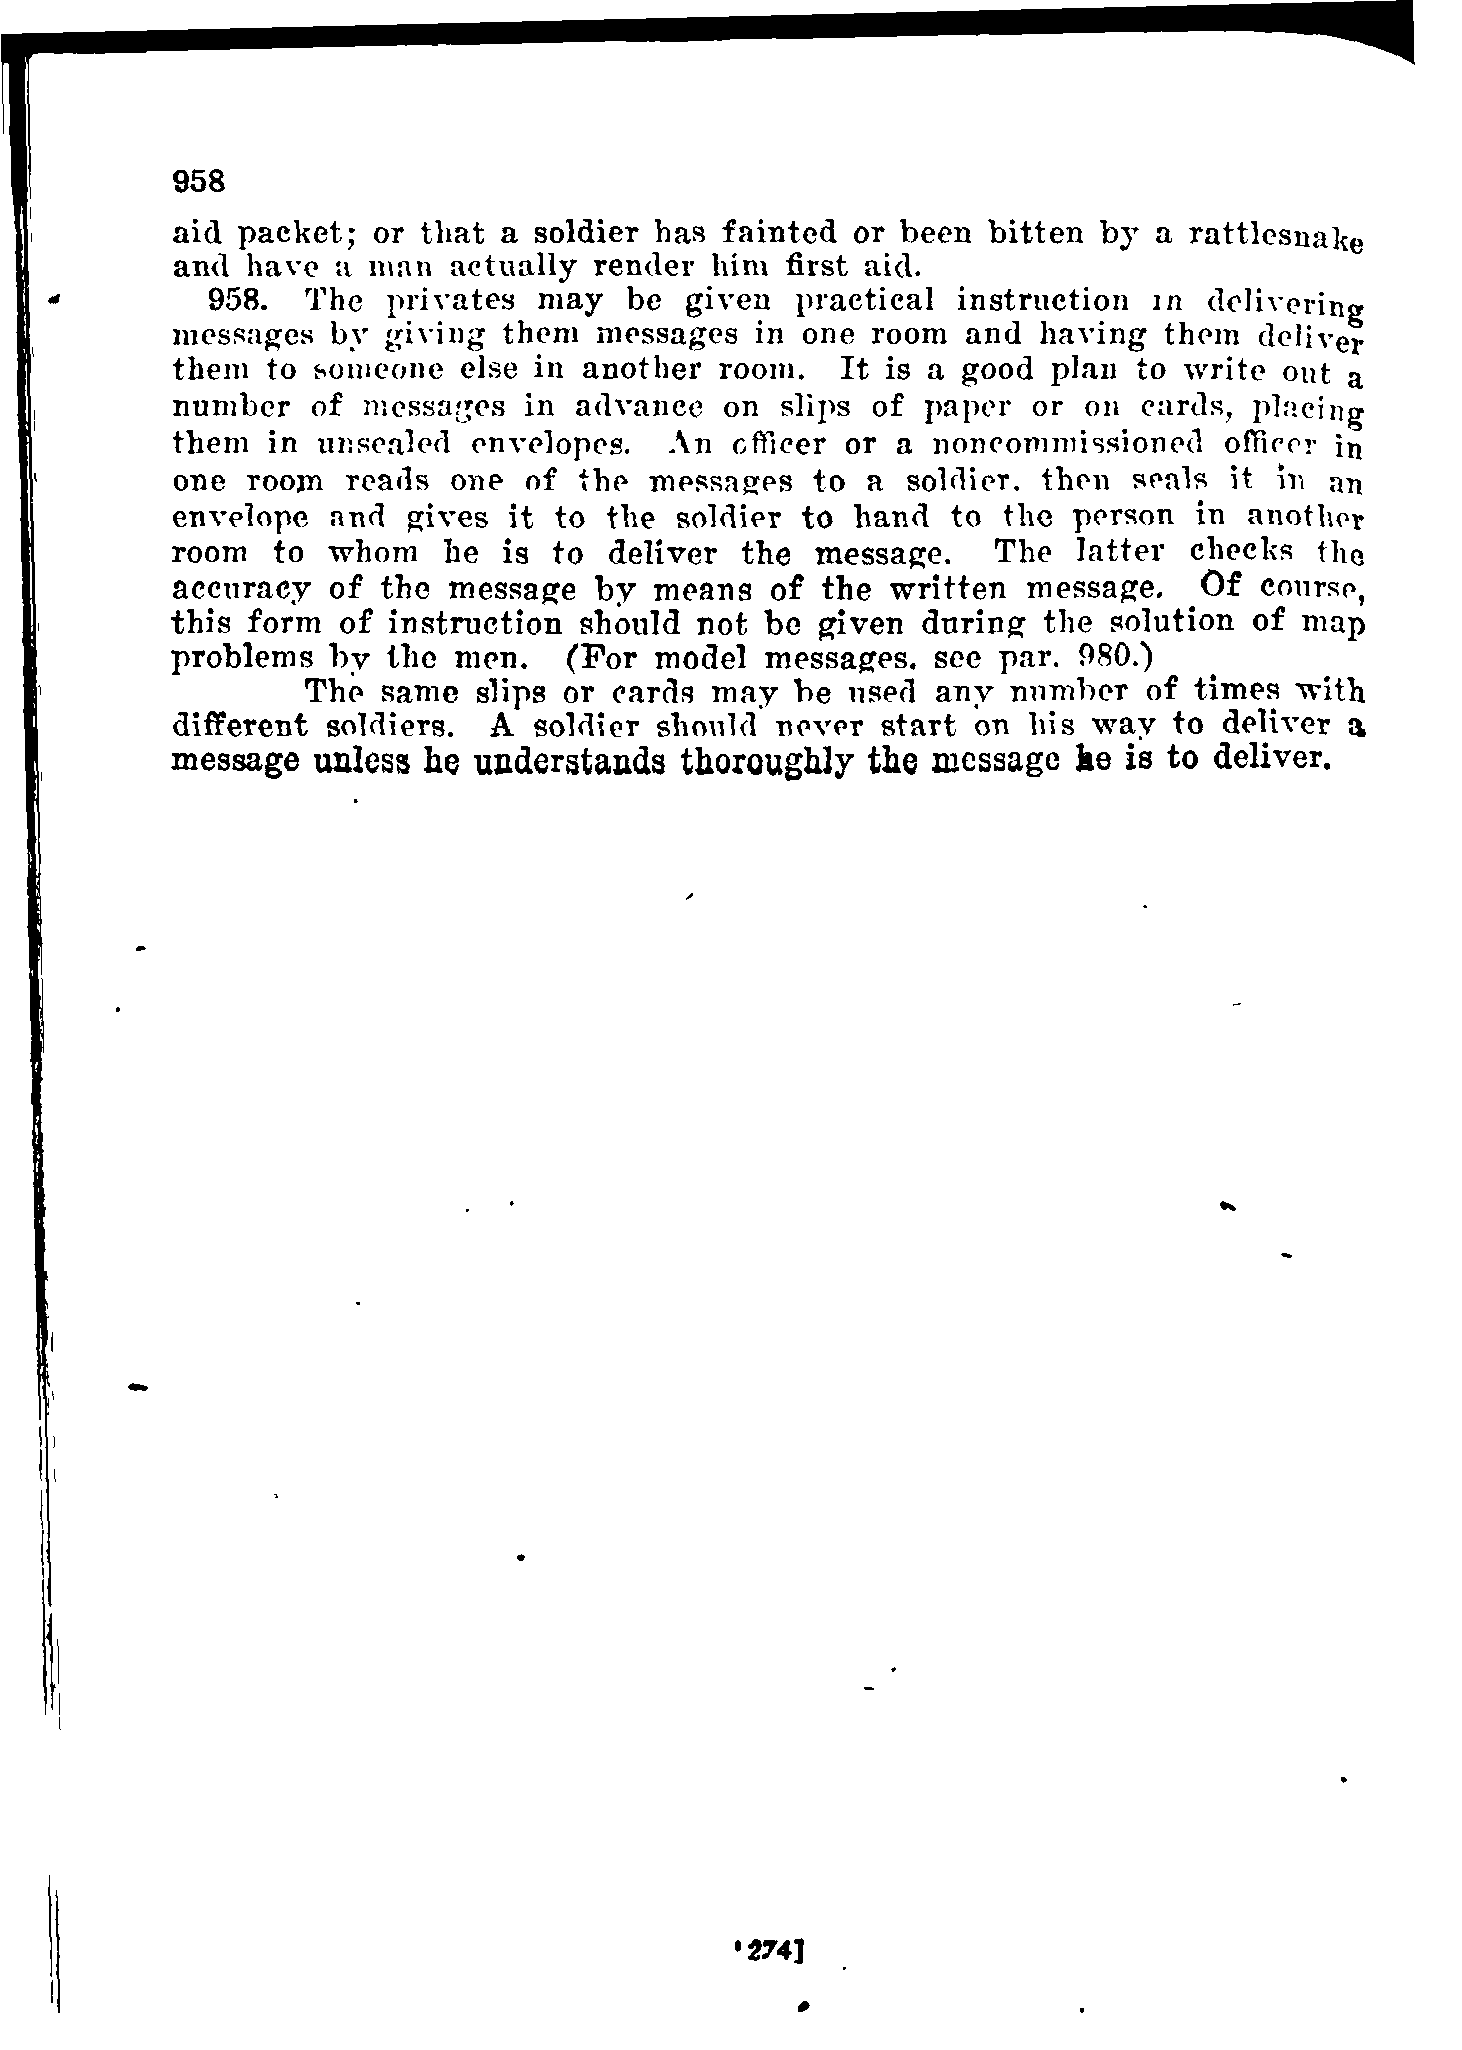 958
aid packet; or that a soldier has fainted or been bitten by a rattlesnake
and have a man actually render him first aid.
958. The privates may be given practical instruction in delivering
messages by giving them messages in one room and having them deliver
them to someone else in another room. It is a good plan to write out a
number of messages in advance on slips of paper or on cards, placing
them in unsealed envelopes. An officer or a noncommissioned officer in
one room reads one of the messages to a soldier. then seals it in an
envelope and gives it to the soldier to hand to the person in another
room to whom he is to deliver the message. The latter checks the
accuracy of the message by means of the written message. Of course,
this form of instruction should not be given during the solution of map
problems by the men. (For model messages. see par. 980.)
The same slips or cards may be used any number of times with
different soldiers. A soldier should never start on his way to deliver a
message unless he understands thoroughly the message he is to deliver.
274]